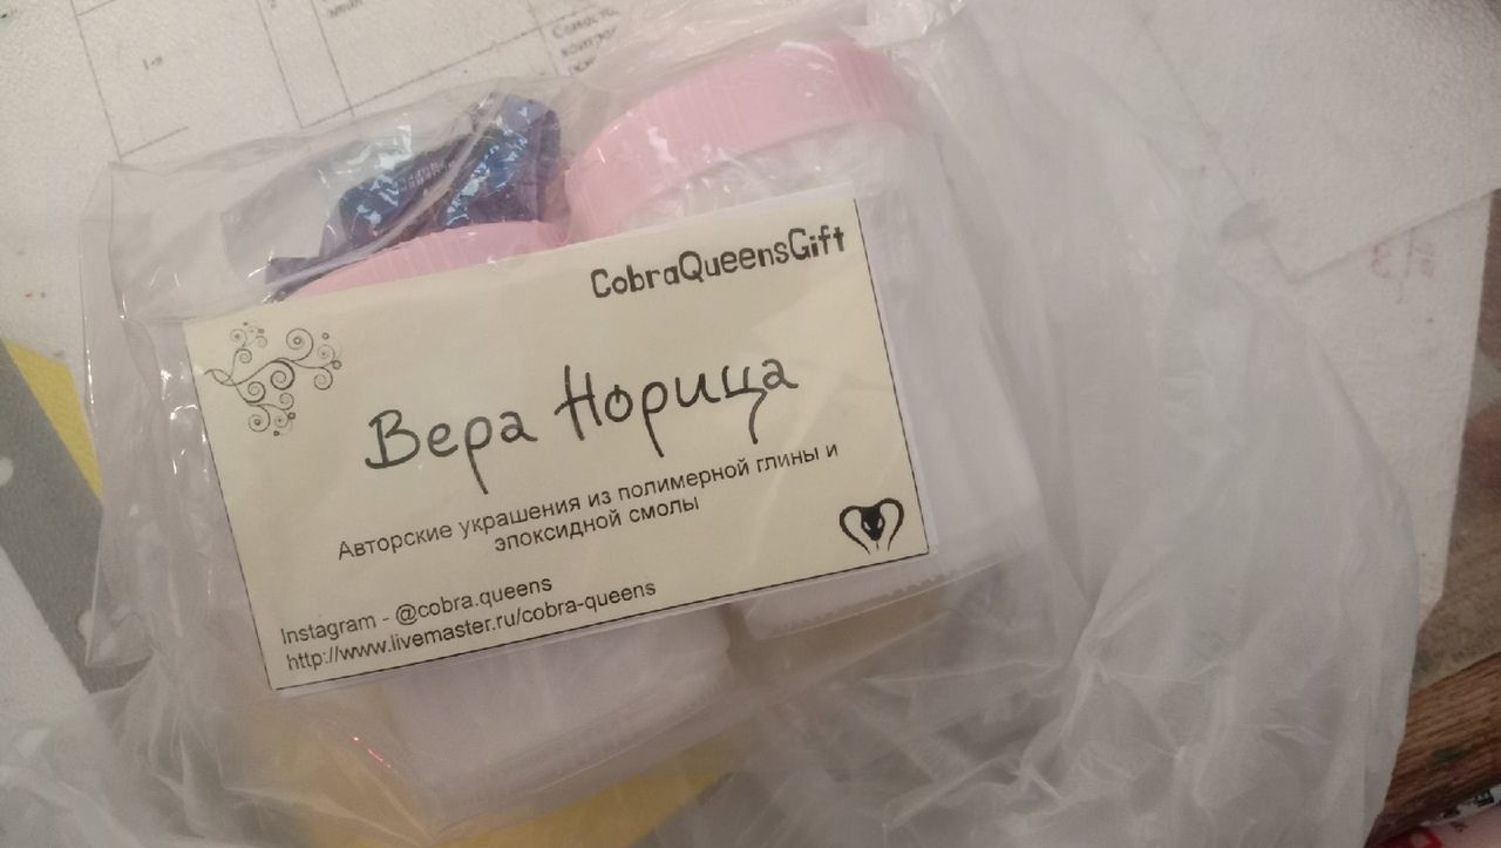 CobraQueensGift
Вера Норица
Авторские украшения из полимерной глины и
эпоксидной смолы
Instagram - @cobra.queens
http://www.livemaster.ru/cobra-queens